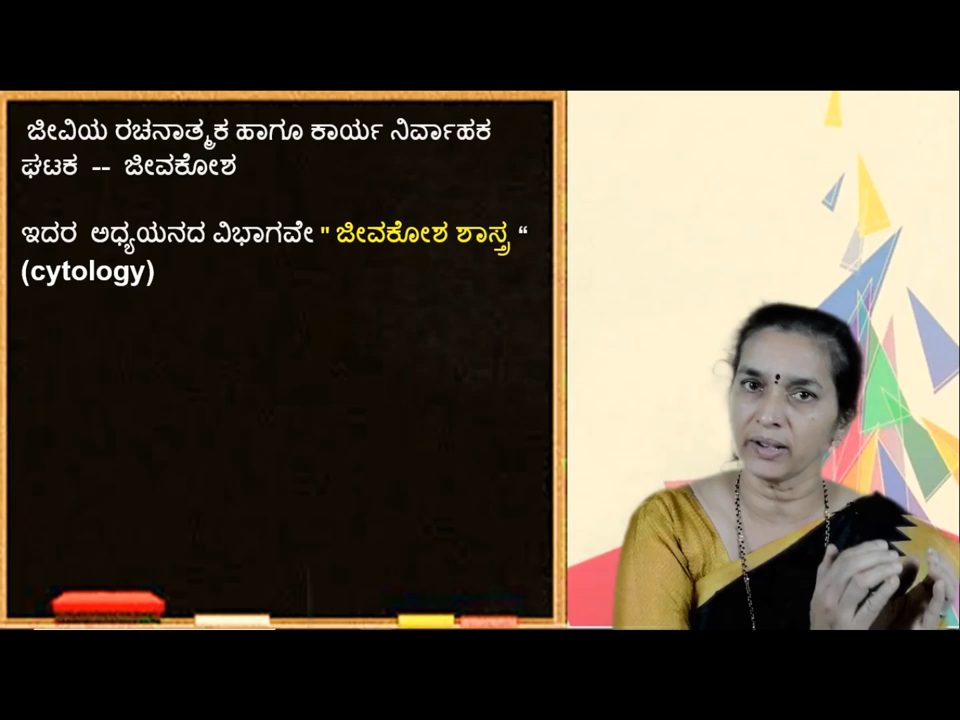 ಜೀವಿಯ ರಚನಾತ್ಮಕ ಹಾಗೂ ಕಾರ್ಯ ನಿರ್ವಾಹಕ
ಘಟಕ -- ಜೀವಕೋಶ
ಇದರ ಅಧ್ಯಯನದ ವಿಭಾಗವೇ " ಜೀವಕೋಶ ಶಾಸ್ತ್ರ “
(cytology)